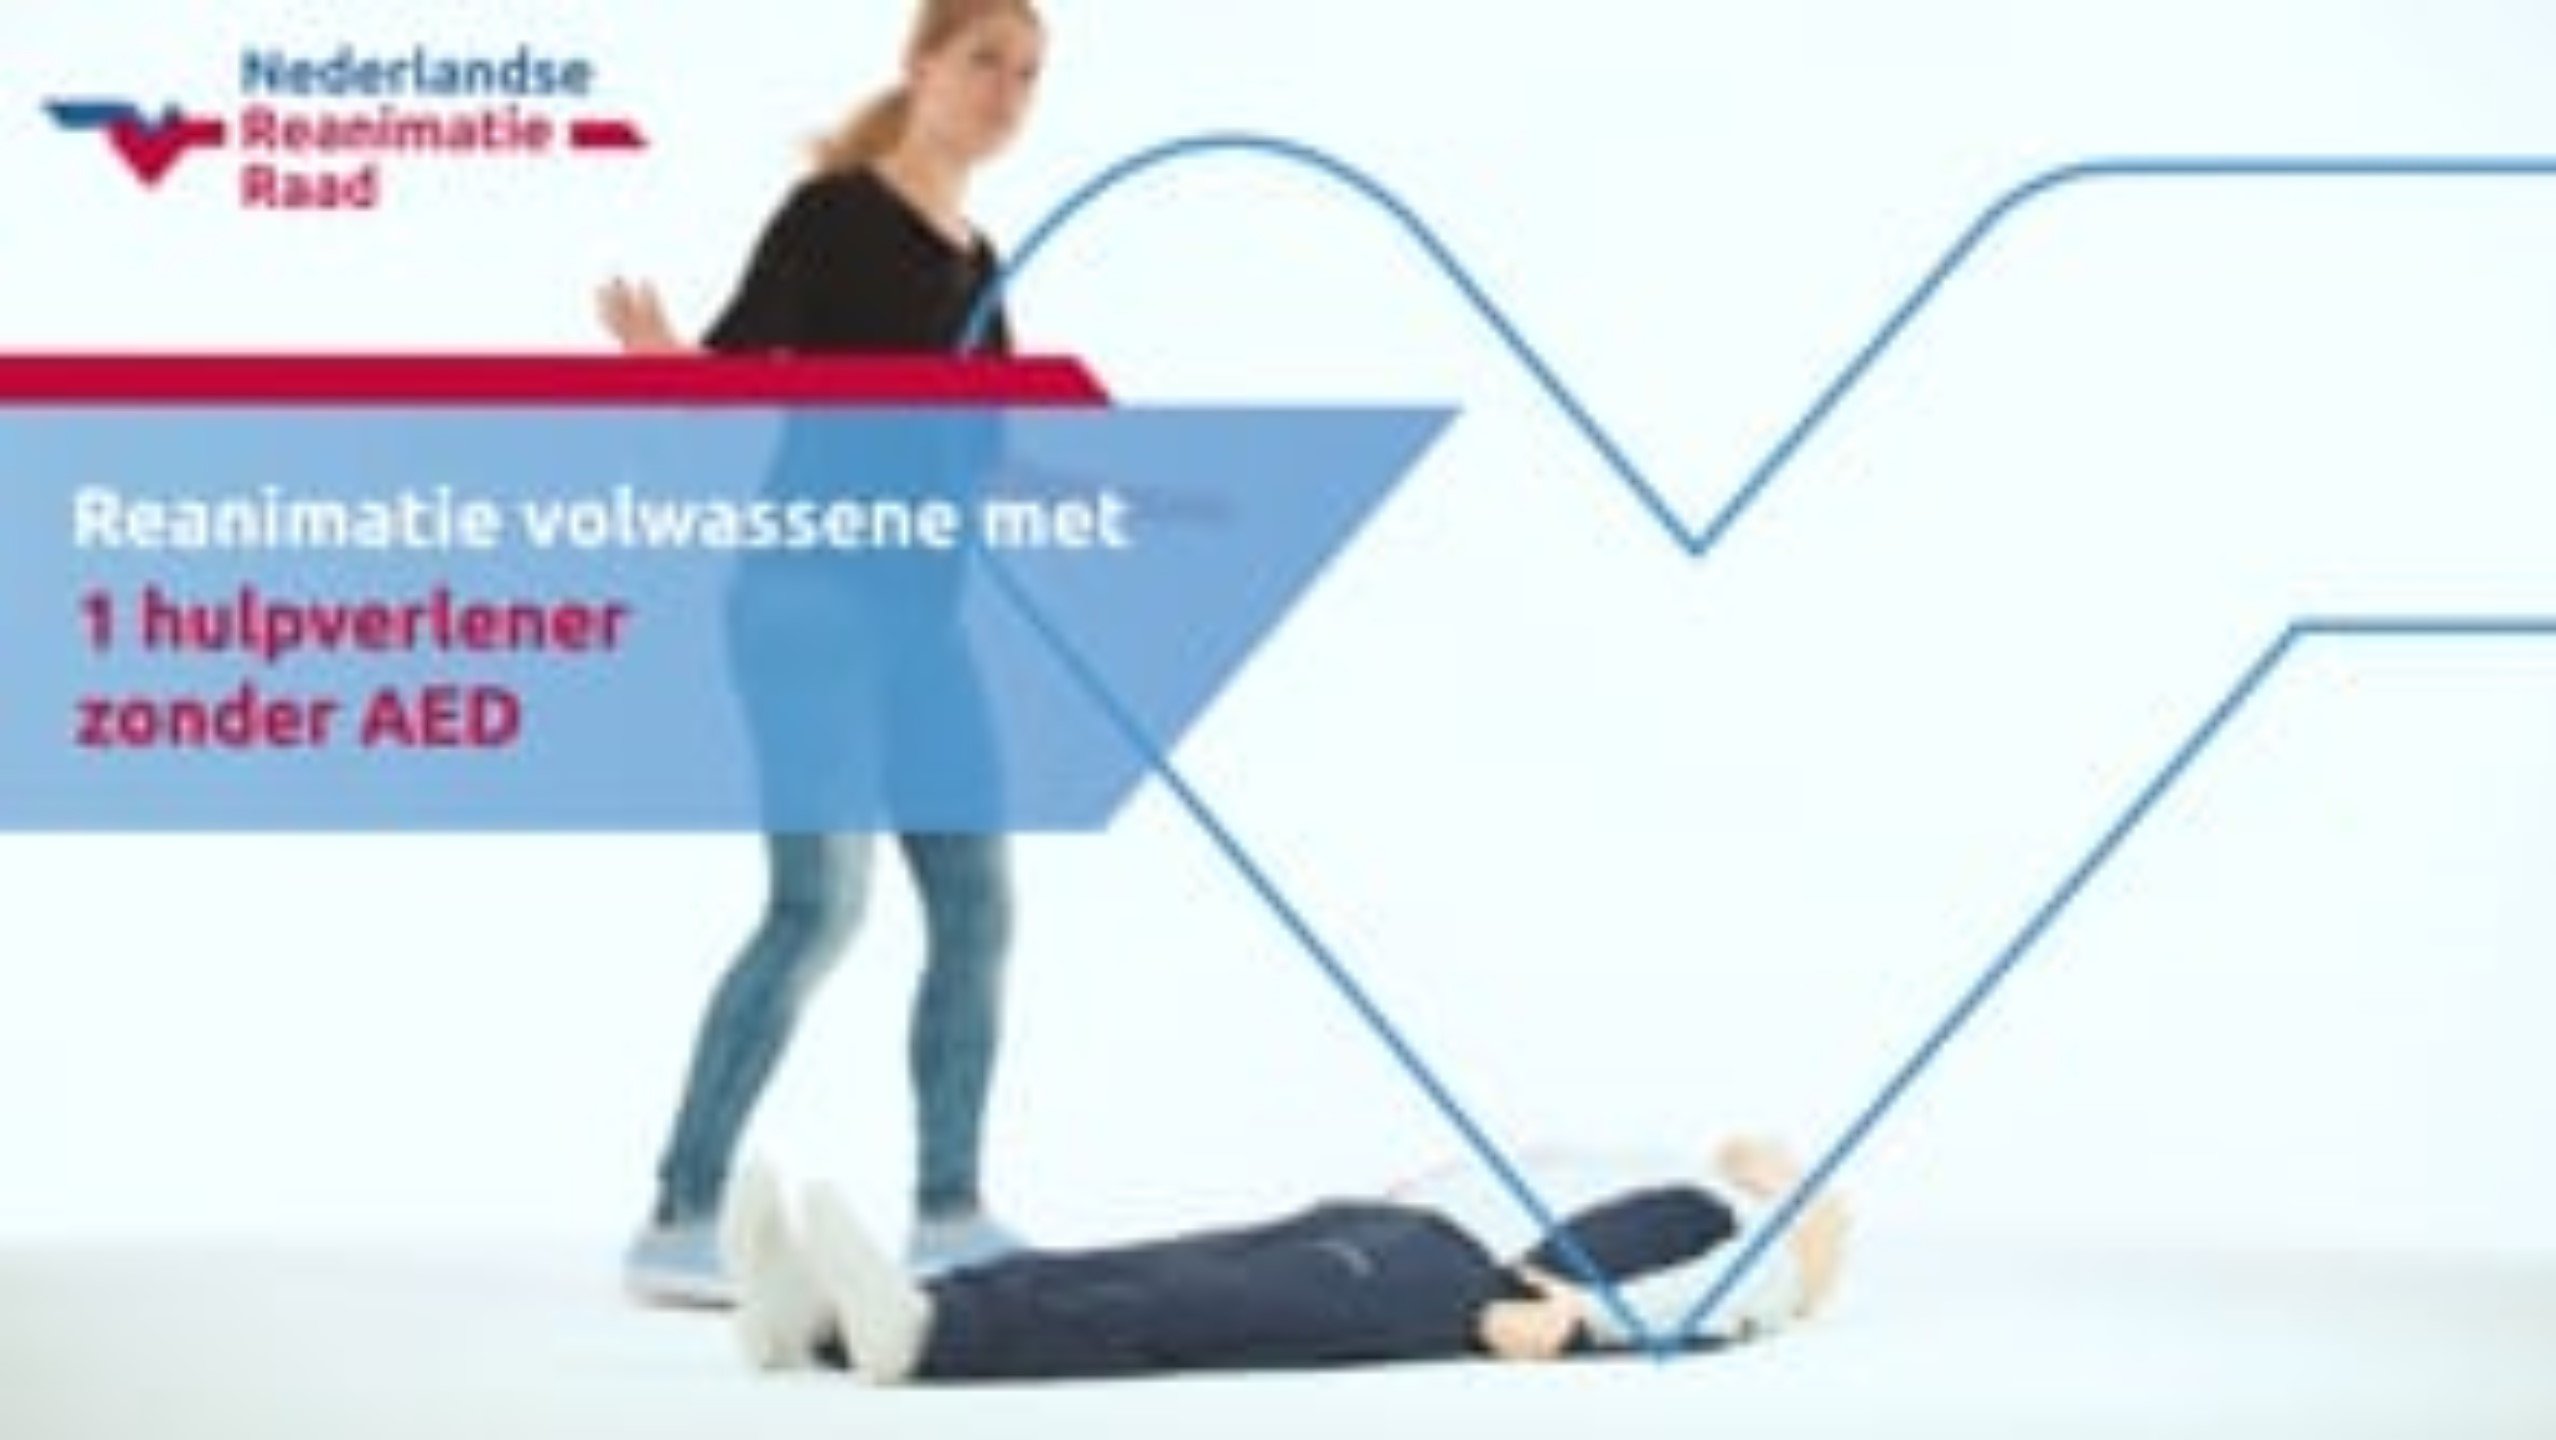 Nederlandse
Reanimatie
Raad
Reanimatie volwassene met
1 hulpverlener
zonder AED